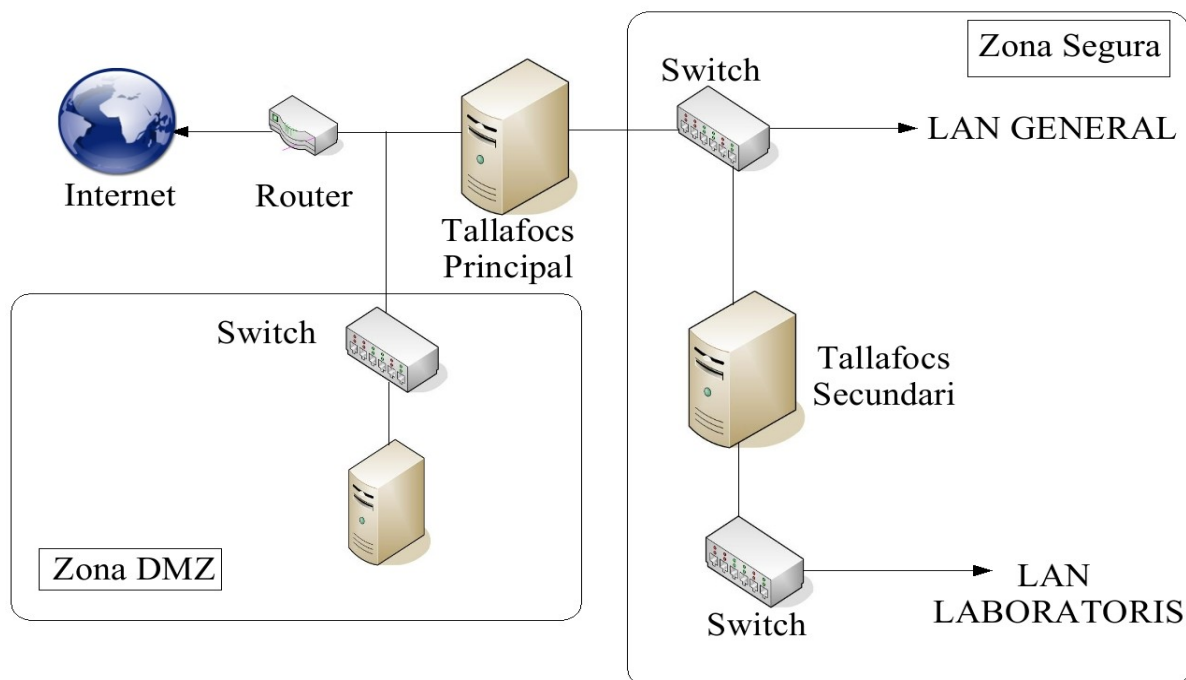 Zona Segura
Switch
LAN GENERAL
Internet
Router
Tallafocs
Principal
Switch
Tallafocs
Secundari
Zona DMZ
Switch
LAN
LABORATORIS